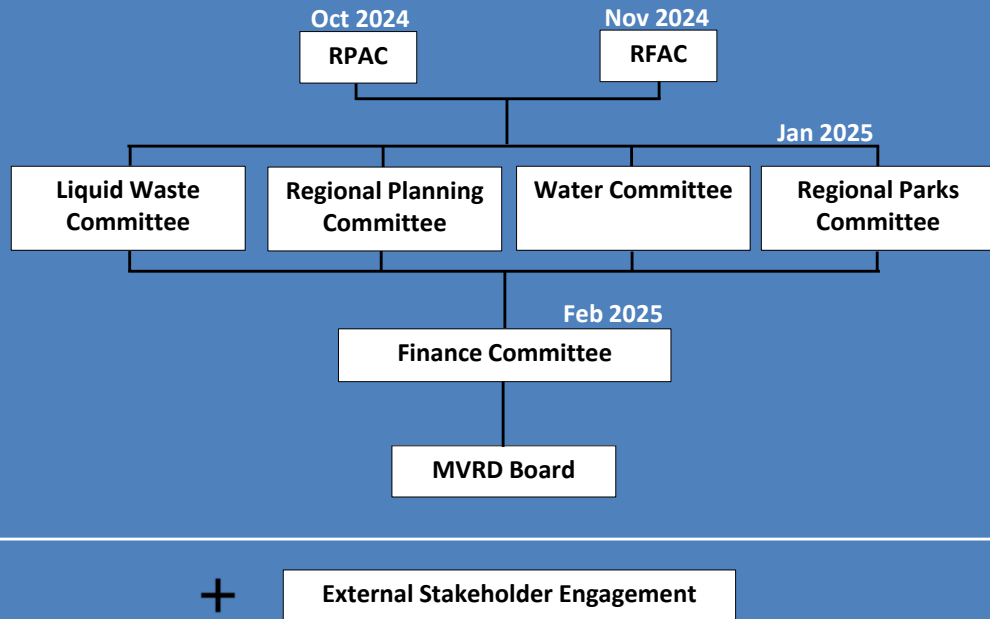 Oct 2024
Nov 2024
RPAC
RFAC
Jan 2025
Liquid Waste
Committee
Regional Planning
Committee
Water Committee
Regional Parks
Committee
Feb 2025
Finance Committee
MVRD Board
+ External Stakeholder Engagement